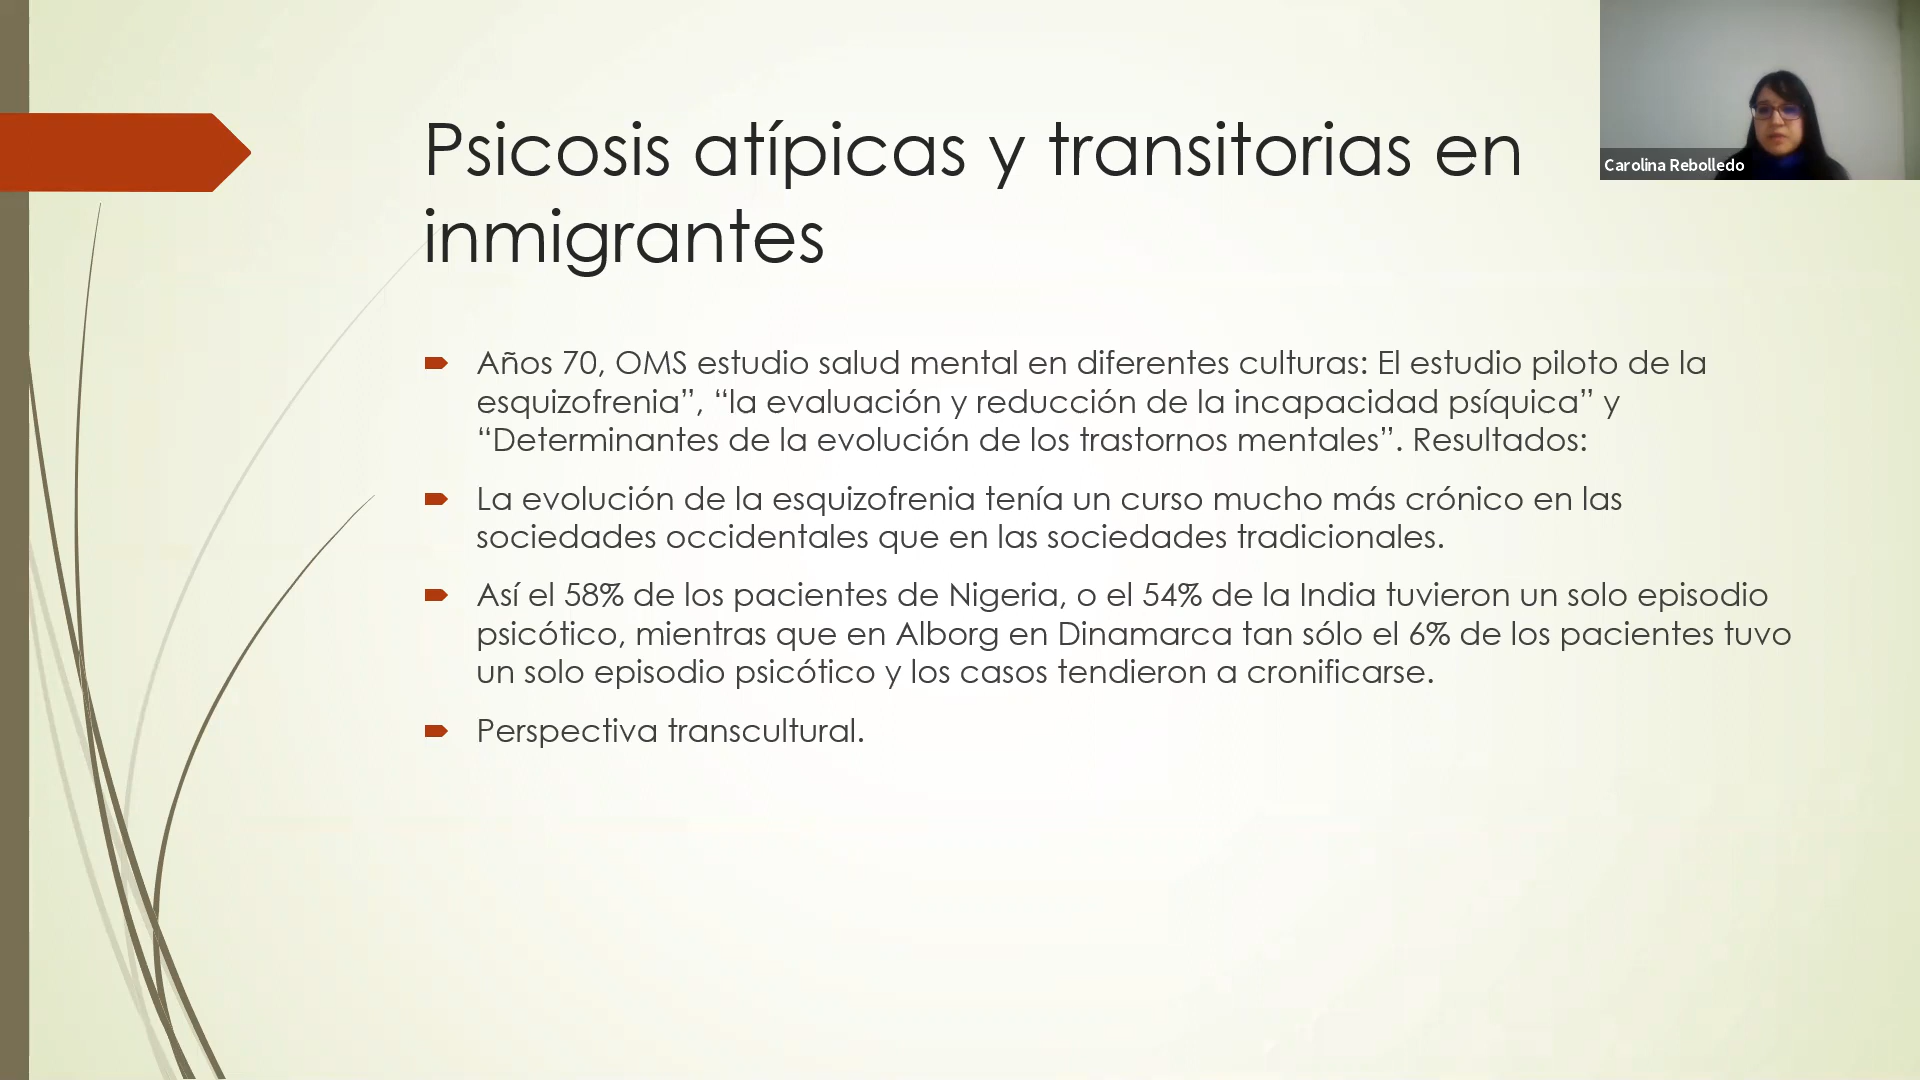 Psicosis atípicas y transitorias en
inmigrantes
Carolina Rebolledo
Años 70, OMS estudio salud mental en diferentes culturas: El estudio piloto de la
esquizofrenia”, “la evaluación y reducción de la incapacidad psíquica” y
“Determinantes de la evolución de los trastornos mentales”. Resultados:
La evolución de la esquizofrenia tenía un curso mucho más crónico en las
sociedades occidentales que en las sociedades tradicionales.
Así el 58% de los pacientes de Nigeria, o el 54% de la India tuvieron un solo episodio
psicótico, mientras que en Alborg en Dinamarca tan sólo el 6% de los pacientes tuvo
un solo episodio psicótico y los casos tendieron a cronificarse.
Perspectiva transcultural.